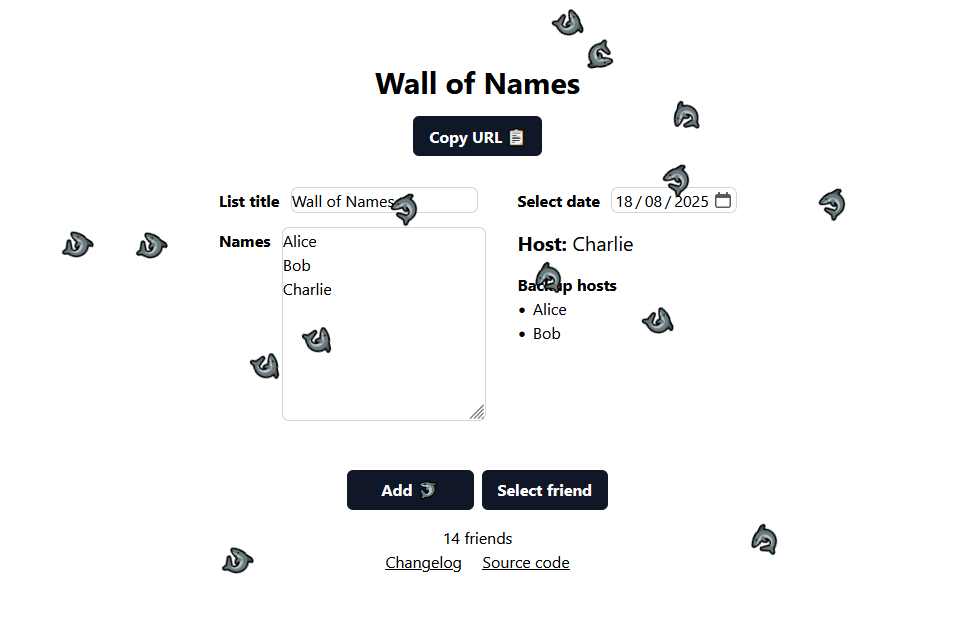 Wall of Names
Copy URL
List title Wall of Names
Select date 18/08/2025
Names
Alice
Bob
Charlie
Host: Charlie
Backup hosts
Alice
Bob
Add
Select friend
14 friends
Changelog Source code